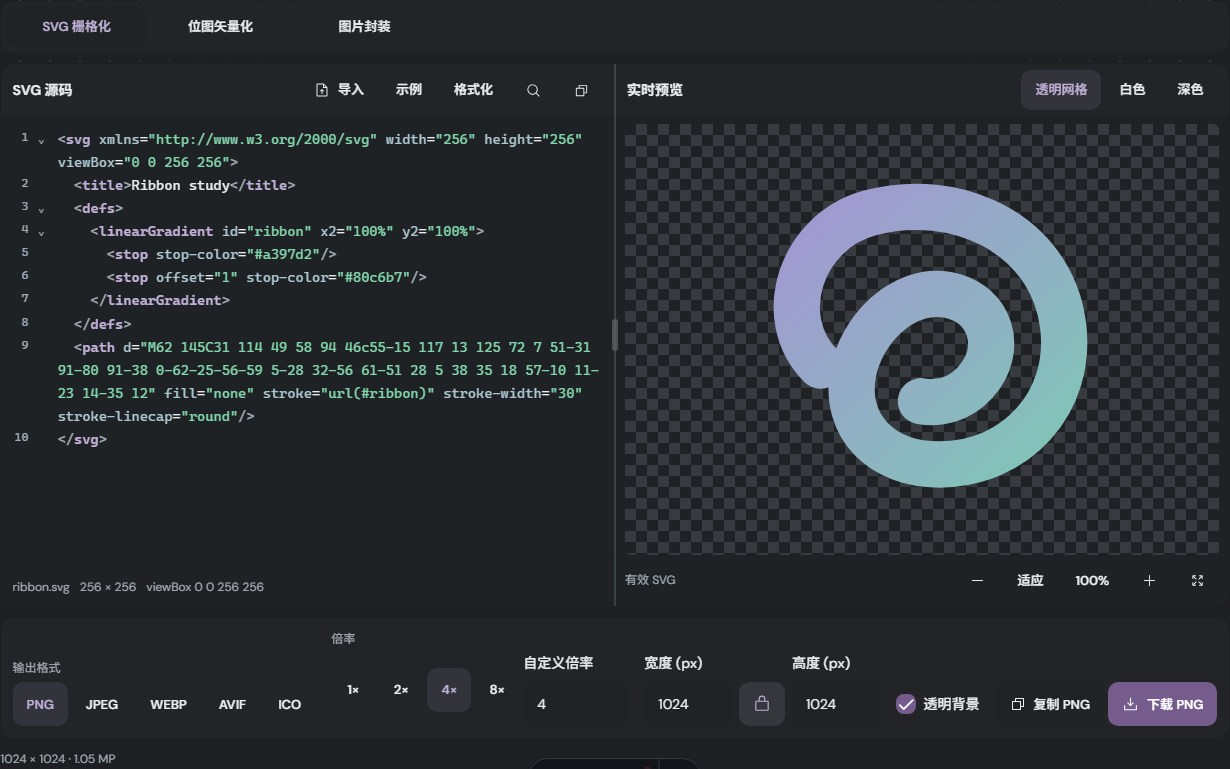 SVG 栅格化 位图矢量化 图片封装
SVG 源码 导入 示例 格式化
实时预览 透明网格 白色 深色
1 <svg xmlns="http://www.w3.org/2000/svg" width="256" height="256"
viewBox="0 0 256 256">
2 <title>Ribbon study</title>
3 <defs>
4 <linearGradient id="ribbon" x2="100%" y2="100%">
5 <stop stop-color="#a397d2"/>
6 <stop offset="1" stop-color="#80c6b7"/>
7 </linearGradient>
8 </defs>
9 <path d="M62 145C31 114 49 58 94 46c55-15 117 13 125 72 7 51-31
91-80 91-38 0-62-25-56-59 5-28 32-56 61-51 28 5 38 35 18 57-10 11-
23 14-35 12" fill="none" stroke="url(#ribbon)" stroke-width="30"
stroke-linecap="round"/>
10 </svg>
ribbon.svg 256 × 256 viewBox 0 0 256 256
有效 SVG 适应 100%
输出格式
PNG JPEG WEBP AVIF ICO
倍率
1× 2× 4× 8×
自定义倍率 宽度 (px) 高度 (px)
4 1024 1024 透明背景 复制 PNG 下载 PNG
1024 × 1024 · 1.05 MP